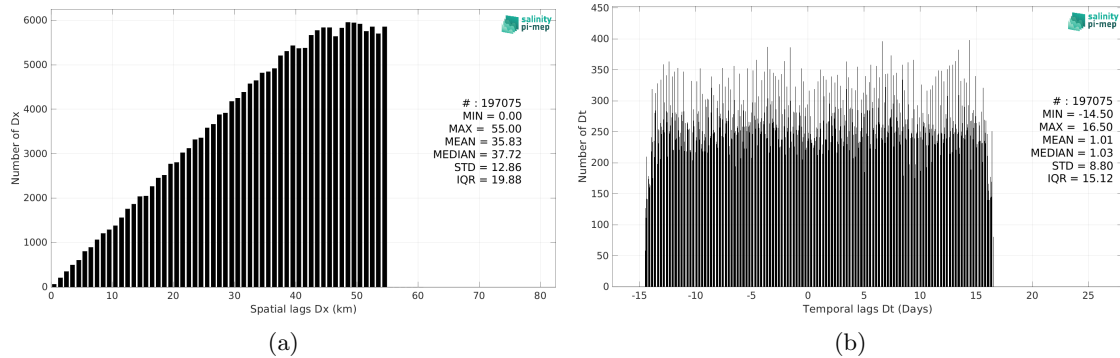 6000
5000
4000
3000
2000
1000
0
Number of Dx
salinity
pi-mep
# : 197075
MIN = 0.00
MAX = 55.00
MEAN = 35.83
MEDIAN = 37.72
STD = 12.86
IQR = 19.88
0 10 20 30 40 50 60 70 80
Spatial lags Dx (km)
(a)
450
400
350
300
250
200
150
100
50
0
Number of Dt
salinity
pi-mep
# : 197075
MIN = -14.50
MAX = 16.50
MEAN = 1.01
MEDIAN = 1.03
STD = 8.80
IQR = 15.12
-15 -10 -5 0 5 10 15 20 25
Temporal lags Dt (Days)
(b)